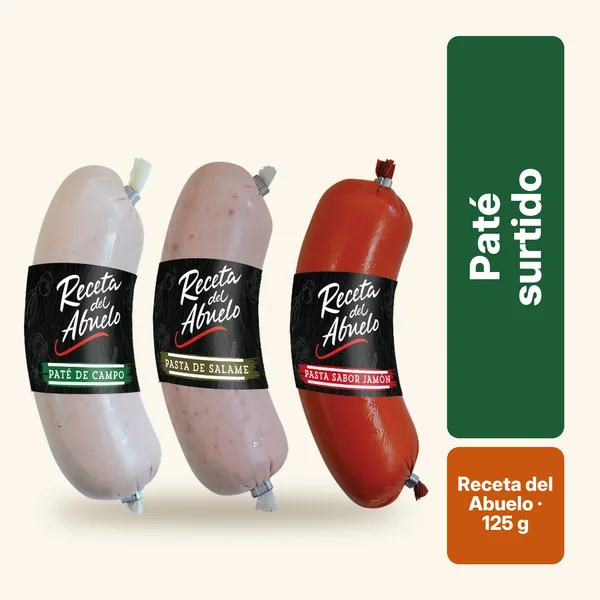 Receta
del
Abuelo
PATÉ DE CAMPO
Receta
del
Abuelo
PASTA DE SALAME
Receta
del
Abuelo
PASTA SABOR JAMÓN
Paté
surtido
Receta del
Abuelo ·
125 g